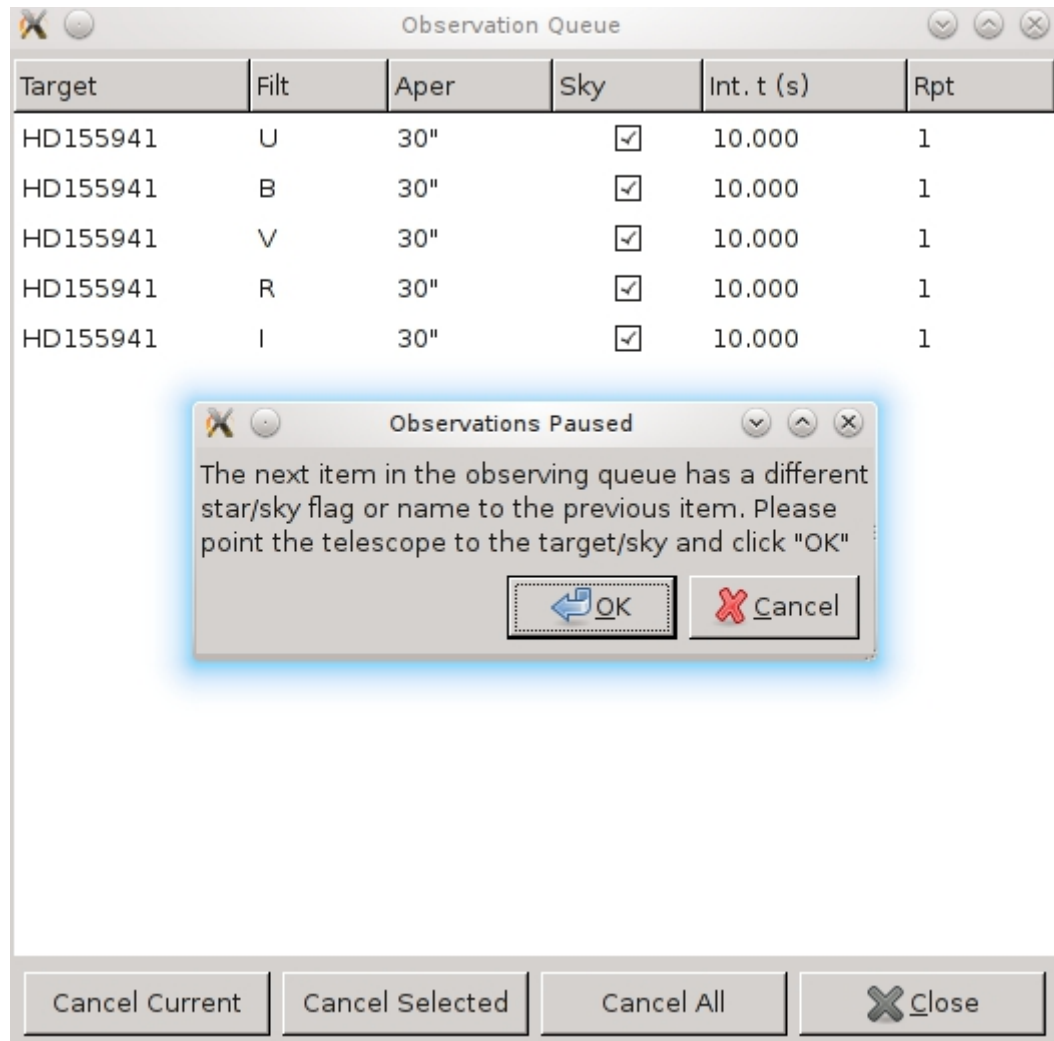 Observation Queue
Target Filt Aper Sky Int. t (s) Rpt
HD155941 U 30" 10.000 1
HD155941 B 30" 10.000 1
HD155941 V 30" 10.000 1
HD155941 R 30" 10.000 1
HD155941 I 30" 10.000 1
Observations Paused
The next item in the observing queue has a different
star/sky flag or name to the previous item. Please
point the telescope to the target/sky and click "OK"
OK Cancel
Cancel Current Cancel Selected Cancel All Close